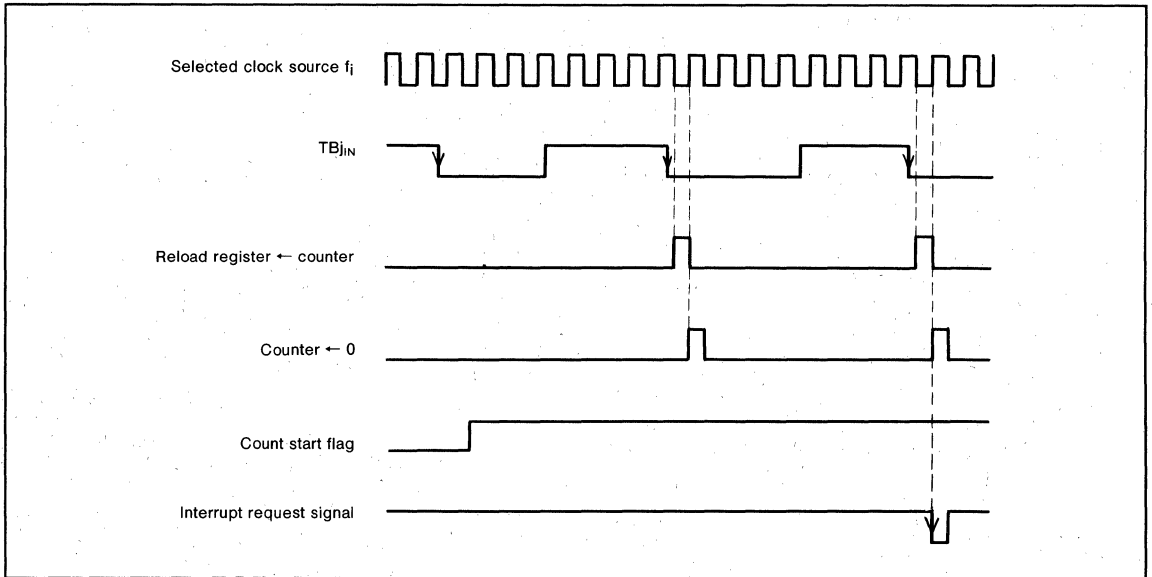 Selected clock source fi
TBjIN
Reload register ← counter
Counter ← 0
Count start flag
Interrupt request signal